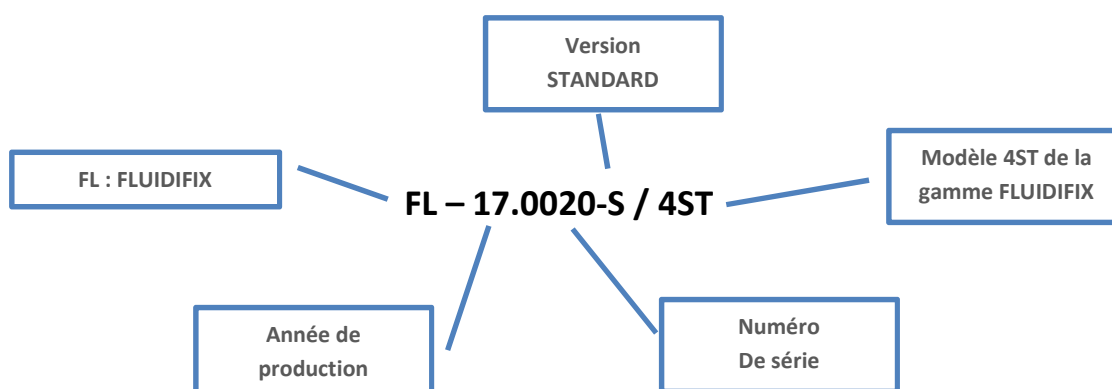 Version
STANDARD
FL : FLUIDIFIX
Modèle 4ST de la
gamme FLUIDIFIX
FL – 17.0020-S / 4ST
Année de
production
Numéro
De série